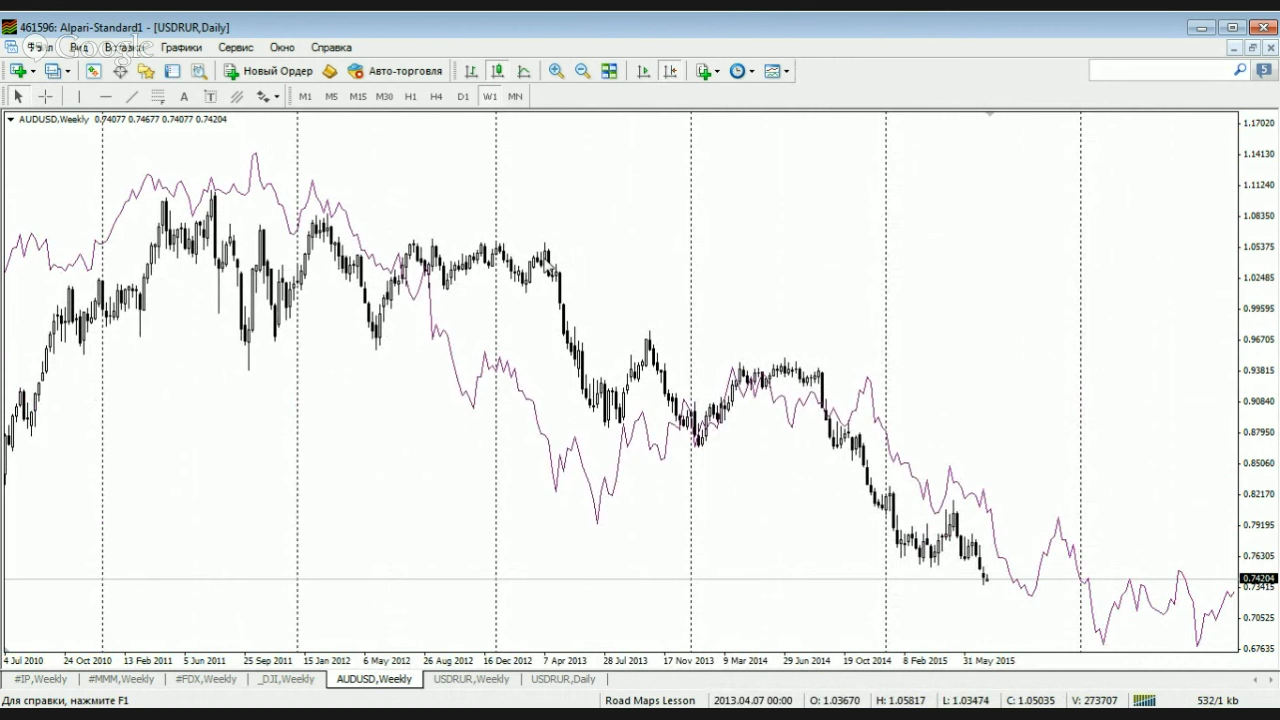 461596: Alpari-Standard1 - [USDRUR,Daily]
Файл Вид Вставка Графики Сервис Окно Справка
Google
Новый Ордер Авто-торговля 5
A T M1 M5 M15 M30 H1 H4 D1 W1 MN
AUDUSD,Weekly 0.74077 0.74677 0.74077 0.74204
1.17020
1.14130
1.11240
1.08350
1.05375
1.02485
0.99595
0.96705
0.93815
0.90840
0.87950
0.85060
0.82170
0.79195
0.76305
0.74204
0.73415
0.70525
0.67635
4 Jul 2010 24 Oct 2010 13 Feb 2011 5 Jun 2011 25 Sep 2011 15 Jan 2012 6 May 2012 26 Aug 2012 16 Dec 2012 7 Apr 2013 28 Jul 2013 17 Nov 2013 9 Mar 2014 29 Jun 2014 19 Oct 2014 8 Feb 2015 31 May 2015
#IP,Weekly #MMM,Weekly #FDX,Weekly _DJI,Weekly AUDUSD,Weekly USDRUR,Weekly USDRUR,Daily
Для справки, нажмите F1 Road Maps Lesson 2013.04.07 00:00 O: 1.03670 H: 1.05817 L: 1.03474 C: 1.05035 V: 273707 532/1 kb